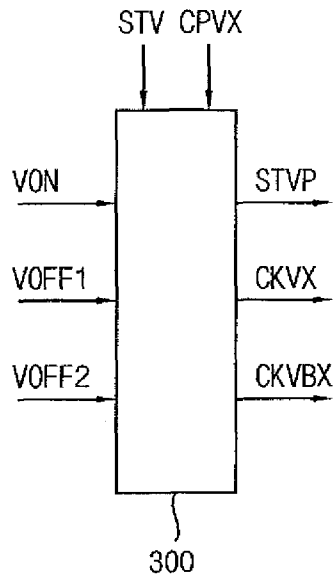 STV CPVX
VON STVP
VOFF1 CKVX
VOFF2 CKVBX
300